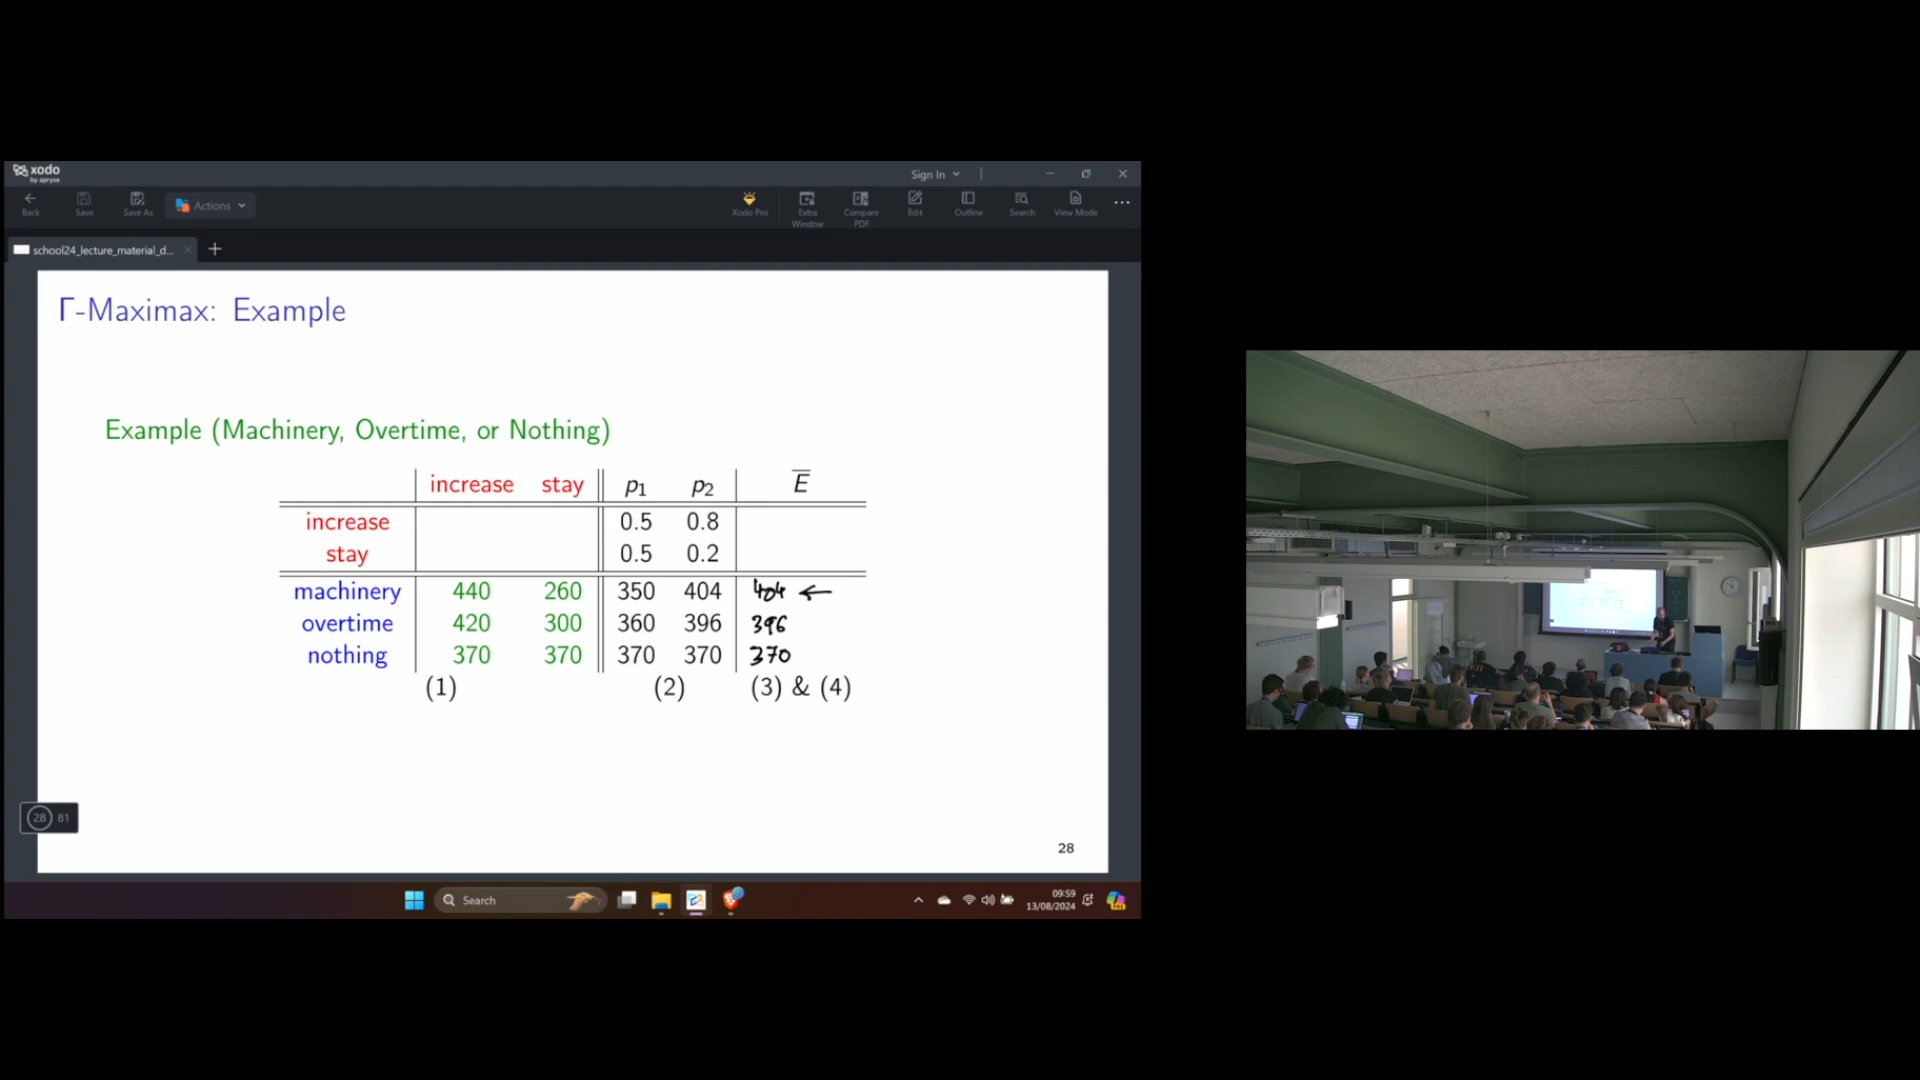 xodo
by apryse
Sign In
Back
Save
Save As
Actions
Xodo Pro
Extra Window
Compare PDF
Edit
Outline
Search
View Mode
school24_lecture_material_d...
Γ-Maximax: Example
Example (Machinery, Overtime, or Nothing)
increase stay p1 p2 E̅
increase 0.5 0.8
stay 0.5 0.2
machinery 440 260 350 404 404 ←
overtime 420 300 360 396 396
nothing 370 370 370 370 370
(1) (2) (3) & (4)
28 81
28
Search
09:59
13/08/2024